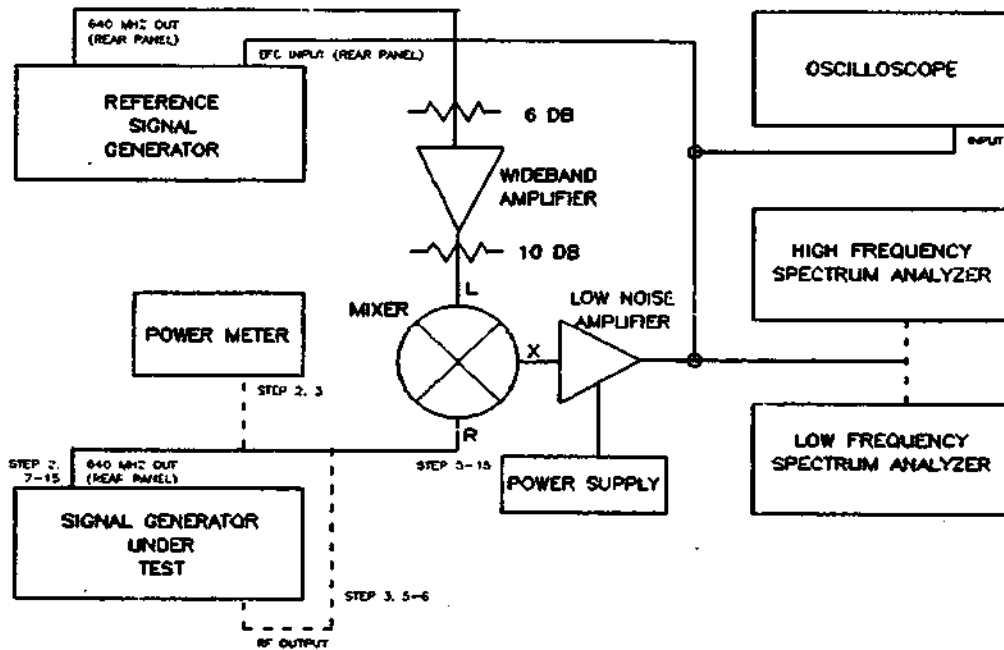 640 MHZ OUT
(REAR PANEL)
EFC INPUT (REAR PANEL)
REFERENCE
SIGNAL
GENERATOR
OSCILLOSCOPE
INPUT
6 DB
WIDEBAND
AMPLIFIER
10 DB
L
MIXER
LOW NOISE
AMPLIFIER
HIGH FREQUENCY
SPECTRUM ANALYZER
POWER METER
X
STEP 2, 3
R
STEP 2,
7-15
640 MHZ OUT
(REAR PANEL)
STEP 5-15
POWER SUPPLY
LOW FREQUENCY
SPECTRUM ANALYZER
SIGNAL GENERATOR
UNDER
TEST
STEP 3, 5-6
RF OUTPUT